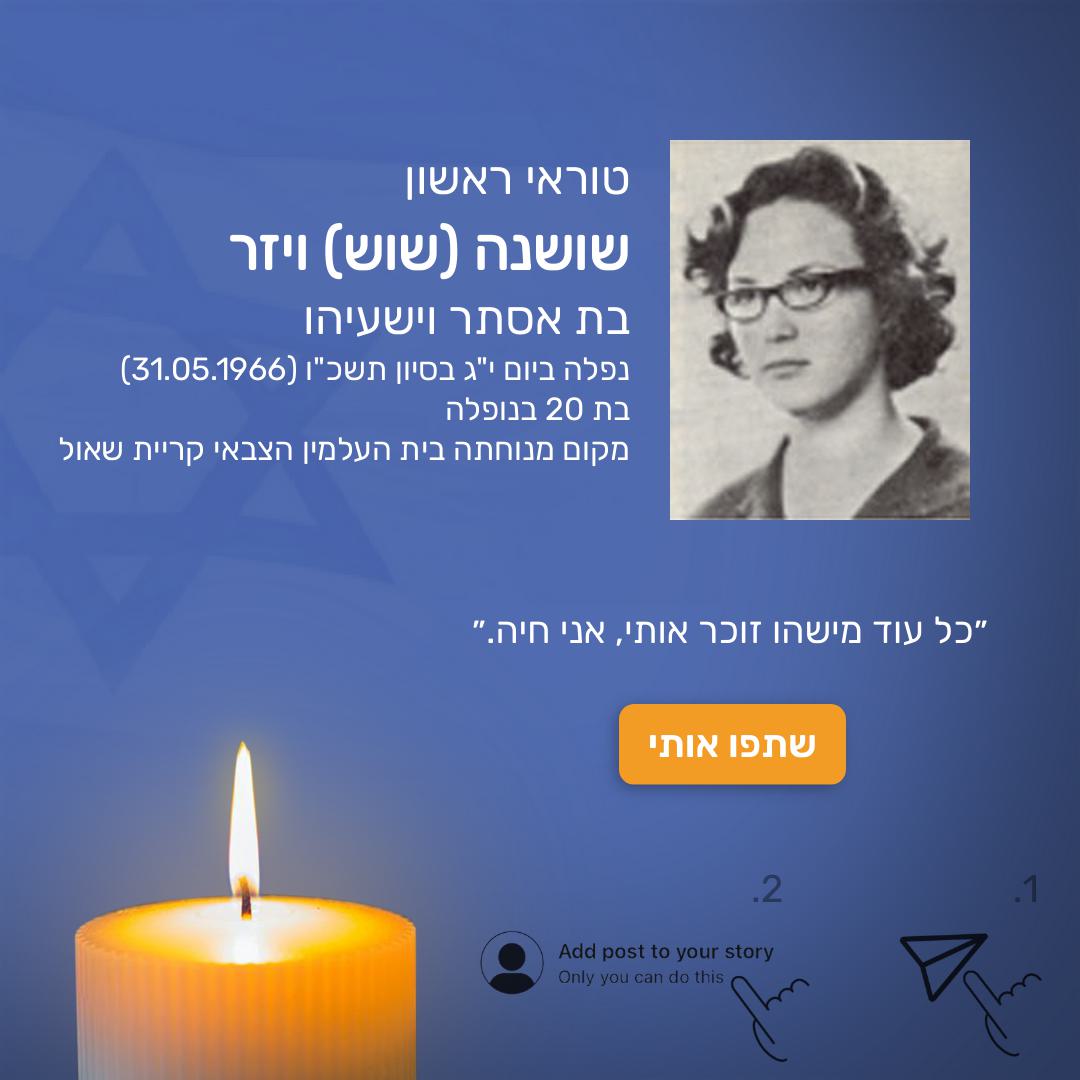 טוראי ראשון
שושנה (שוש) ויזר
בת אסתר וישעיהו
נפלה ביום י"ג בסיון תשכ"ו (31.05.1966)
בת 20 בנופלה
מקום מנוחתה בית העלמין הצבאי קריית שאול
״כל עוד מישהו זוכר אותי, אני חיה.״
שתפו אותי
.1
.2
Add post to your story
Only you can do this